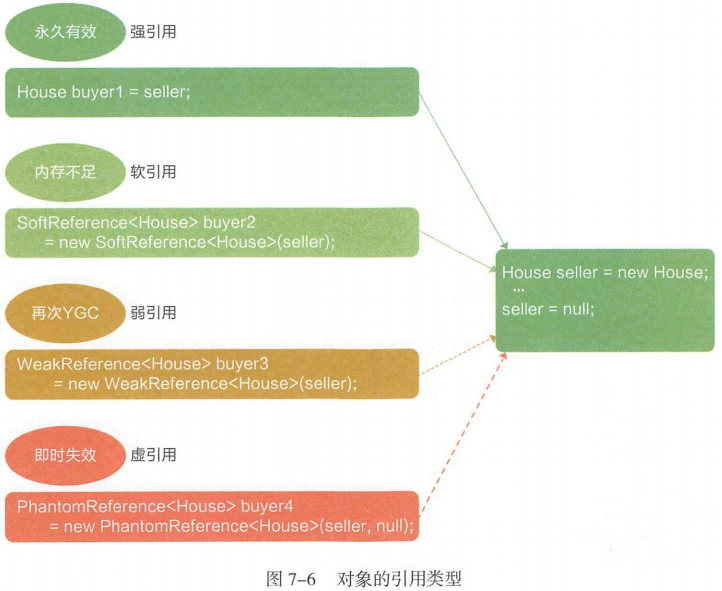 永久有效 强引用
House buyer1 = seller;
内存不足 软引用
SoftReference<House> buyer2
= new SoftReference<House>(seller);
House seller = new House;
...
seller = null;
再次YGC 弱引用
WeakReference<House> buyer3
= new WeakReference<House>(seller);
即时失效 虚引用
PhantomReference<House> buyer4
= new PhantomReference<House>(seller, null);
图 7-6 对象的引用类型